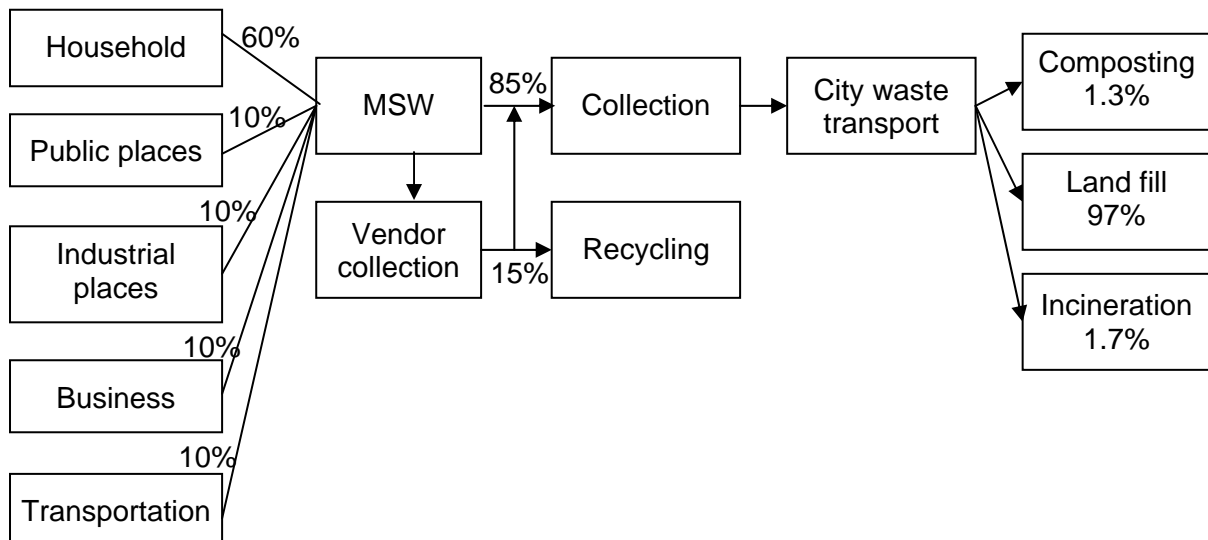 Household
60%
Public places
10%
Industrial
places
10%
Business
10%
Transportation
10%
MSW
85%
Vendor
collection
15%
Collection
Recycling
City waste
transport
Composting
1.3%
Land fill
97%
Incineration
1.7%